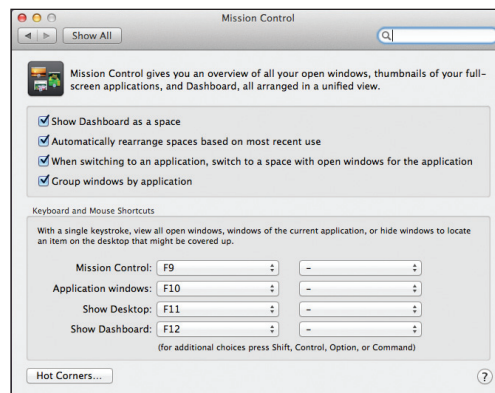 Mission Control
Show All
Mission Control gives you an overview of all your open windows, thumbnails of your full-
screen applications, and Dashboard, all arranged in a unified view.
Show Dashboard as a space
Automatically rearrange spaces based on most recent use
When switching to an application, switch to a space with open windows for the application
Group windows by application
Keyboard and Mouse Shortcuts
With a single keystroke, view all open windows, windows of the current application, or hide windows to locate
an item on the desktop that might be covered up.
Mission Control: F9 –
Application windows: F10 –
Show Desktop: F11 –
Show Dashboard: F12 –
(for additional choices press Shift, Control, Option, or Command)
Hot Corners... ?